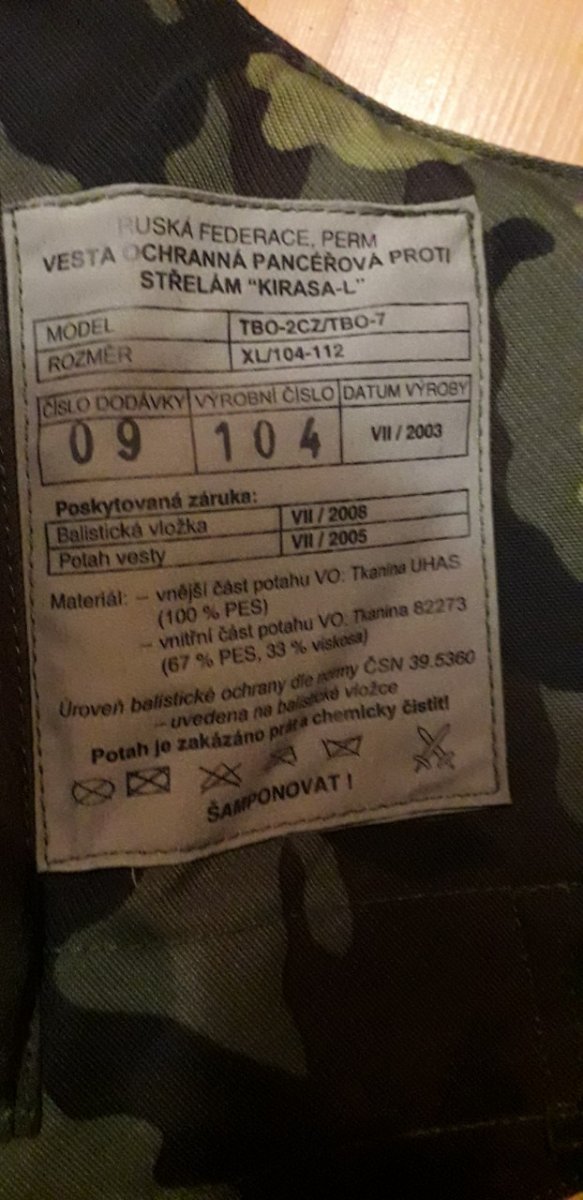 RUSKÁ FEDERACE, PERM
VESTA OCHRANNÁ PANCÉŘOVÁ PROTI
STŘELÁM "KIRASA-L"
MODEL TBO-2CZ/TBO-7
ROZMĚR XL/104-112
ČÍSLO DODÁVKY VÝROBNÍ ČÍSLO DATUM VÝROBY
09 104 VII / 2003
Poskytovaná záruka:
Balistická vložka VII / 2008
Potah vesty VII / 2005
Materiál: – vnější část potahu VO. Tkanina UHAS
(100 % PES)
– vnitřní část potahu VO. Tkanina 82273
(67 % PES, 33 % viskosa)
Úroveň balistické ochrany dle normy ČSN 39.5360
– uvedena na balistické vložce
Potah je zakázáno prát a chemicky čistit!
ŠAMPONOVAT !